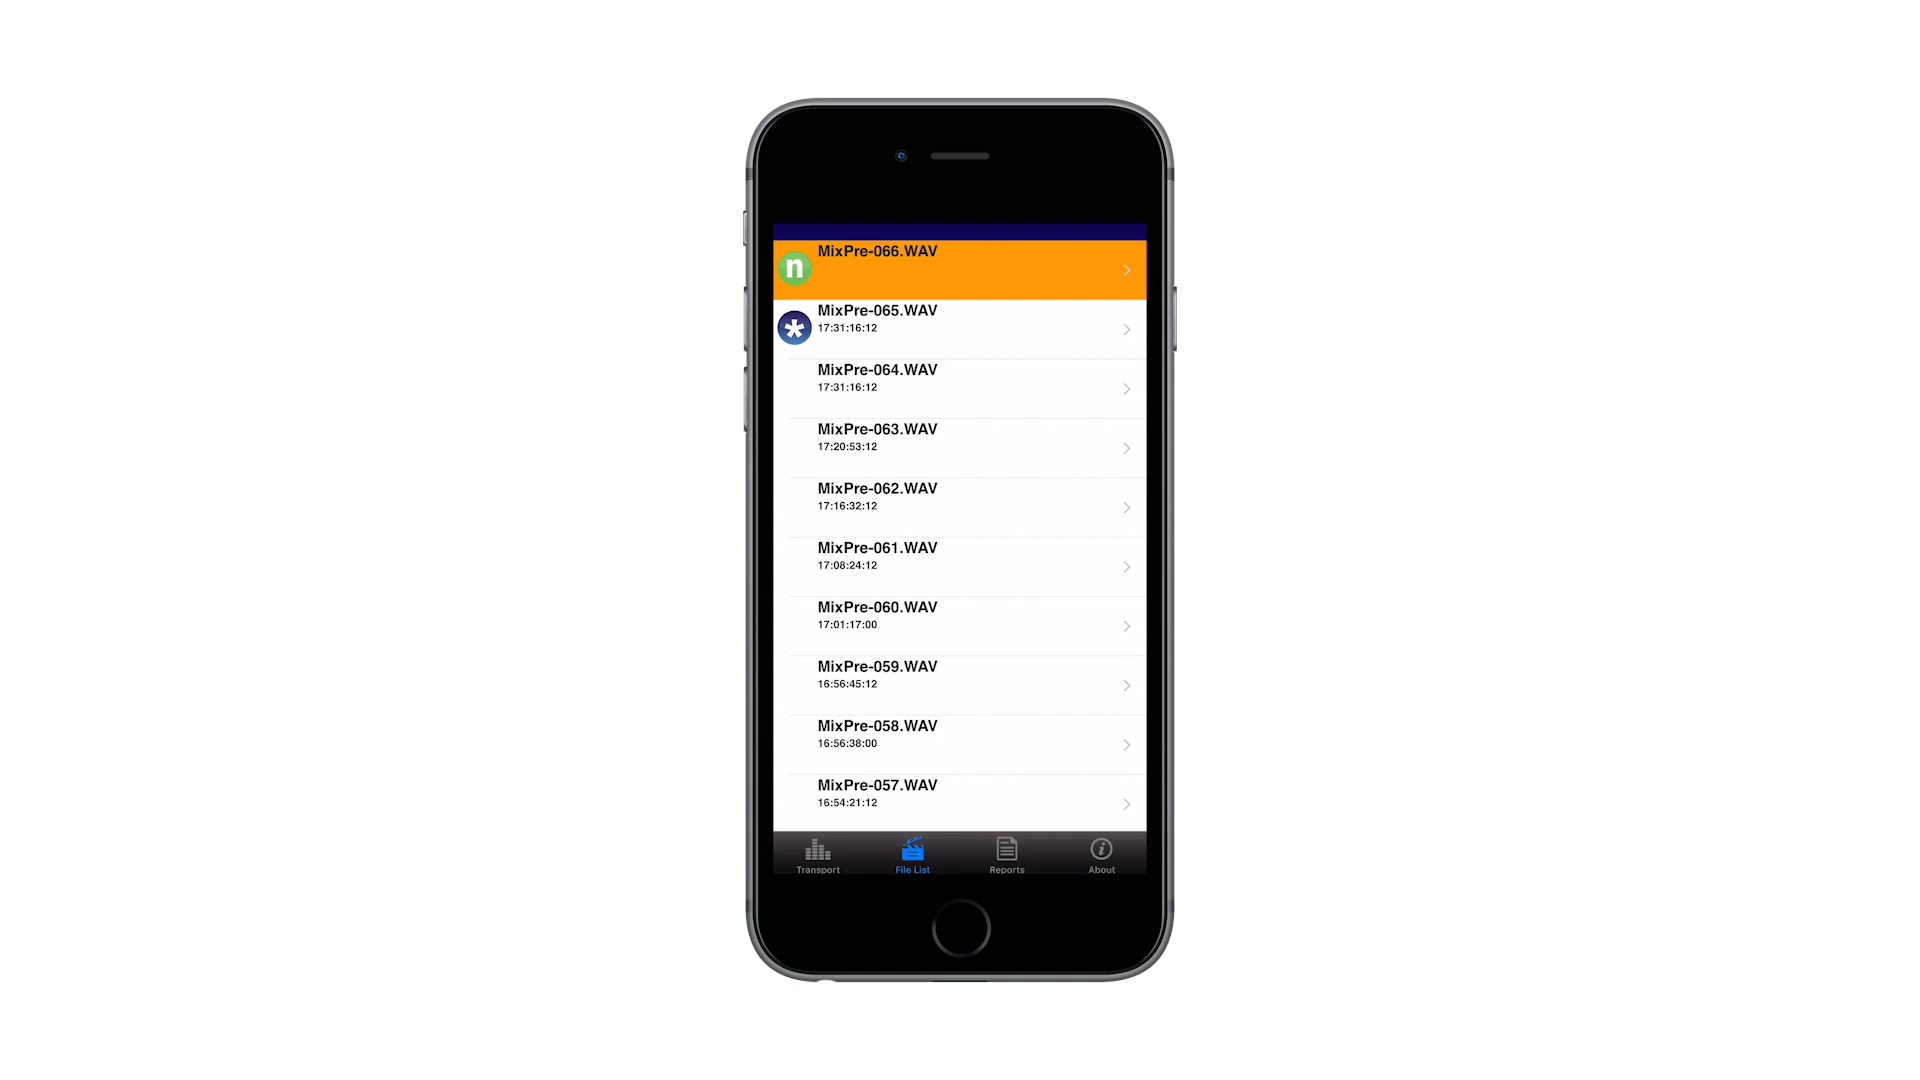 MixPre-066.WAV
n
MixPre-065.WAV
*
17:31:16:12
MixPre-064.WAV
17:31:16:12
MixPre-063.WAV
17:20:53:12
MixPre-062.WAV
17:16:32:12
MixPre-061.WAV
17:08:24:12
MixPre-060.WAV
17:01:17:00
MixPre-059.WAV
16:56:45:12
MixPre-058.WAV
16:56:38:00
MixPre-057.WAV
16:54:21:12
Transport File List Reports About